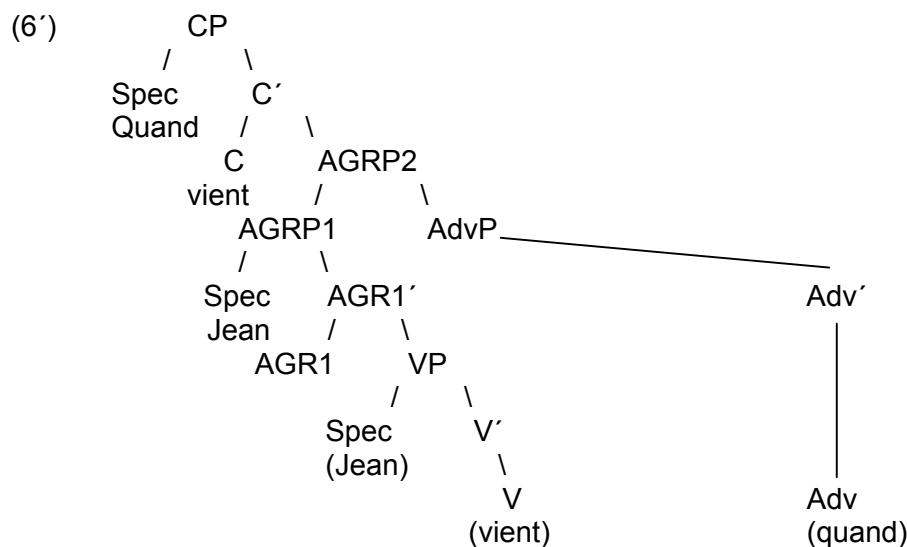 (6´) CP
/ \
Spec C´
Quand / \
C AGRP2
vient / \
AGRP1 AdvP
/ \
Spec AGR1´ Adv´
Jean / \
AGR1 VP
/ \
Spec V´
(Jean) \
V Adv
(vient) (quand)